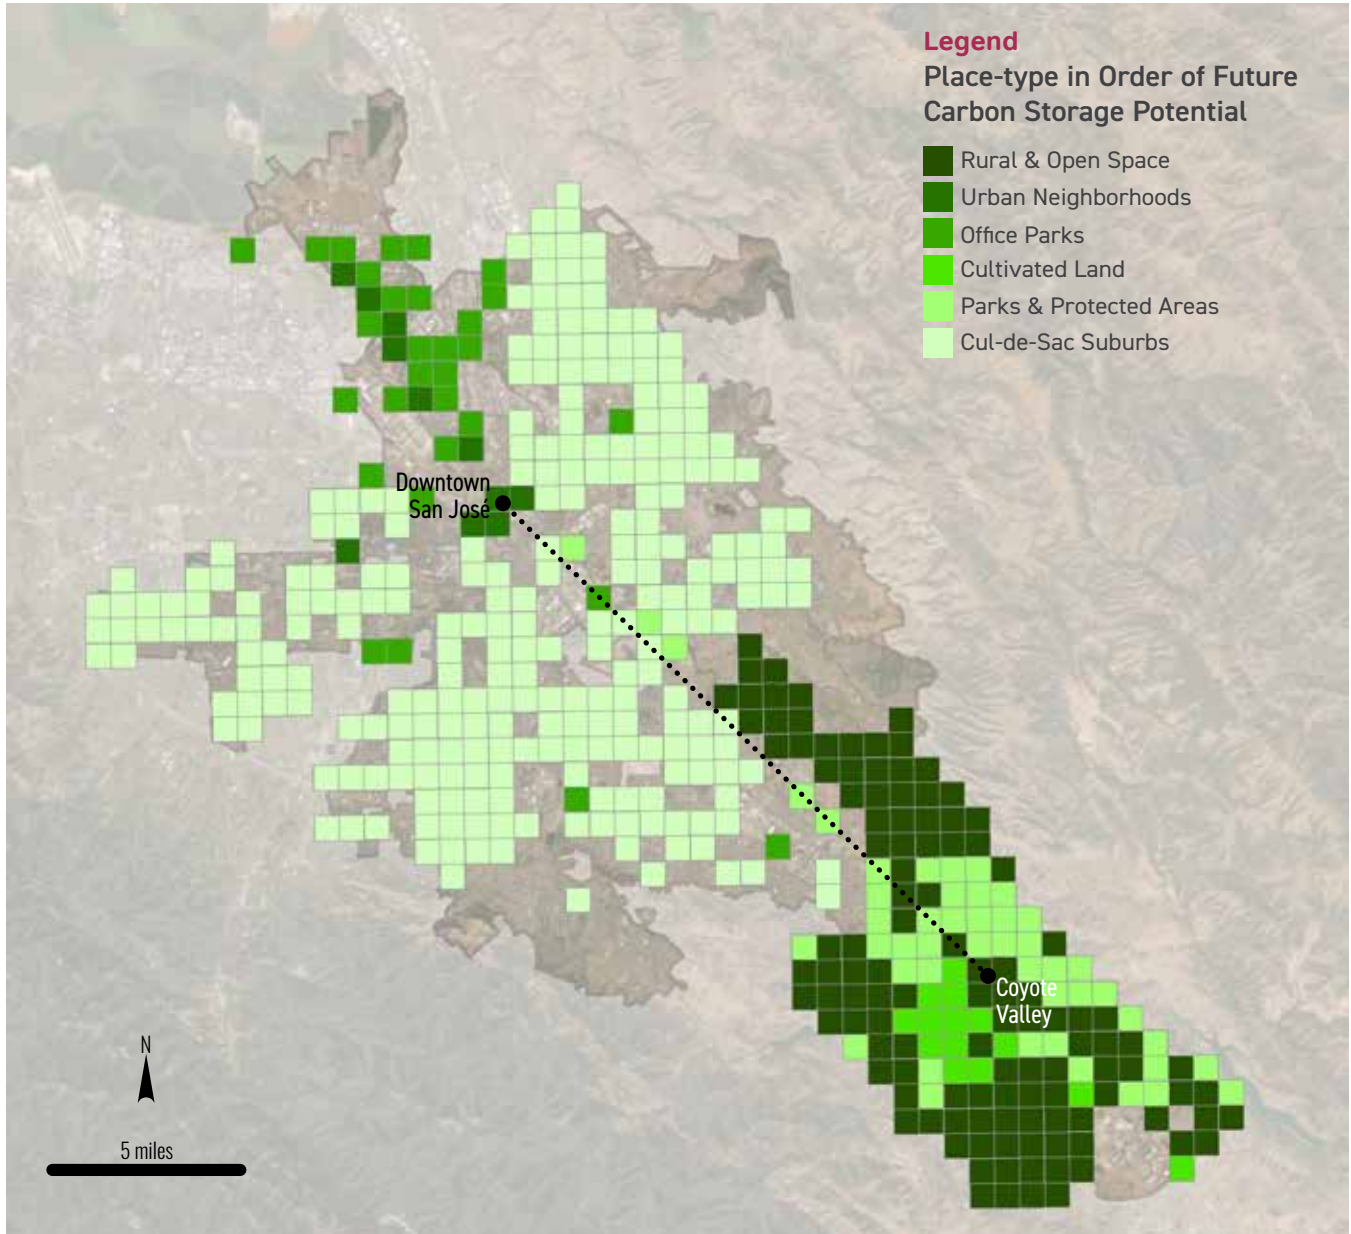 Legend
Place-type in Order of Future
Carbon Storage Potential
Rural & Open Space
Urban Neighborhoods
Office Parks
Cultivated Land
Parks & Protected Areas
Cul-de-Sac Suburbs
Downtown
San José
Coyote
Valley
N
5 miles